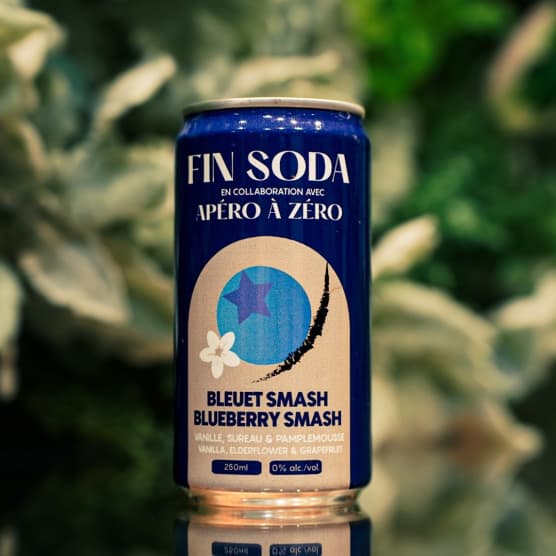 FIN SODA
EN COLLABORATION AVEC
APÉRO À ZÉRO
BLEUET SMASH
BLUEBERRY SMASH
VANILLE, SUREAU & PAMPLEMOUSSE
VANILLA, ELDERFLOWER & GRAPEFRUIT
250ml 0% alc./vol.